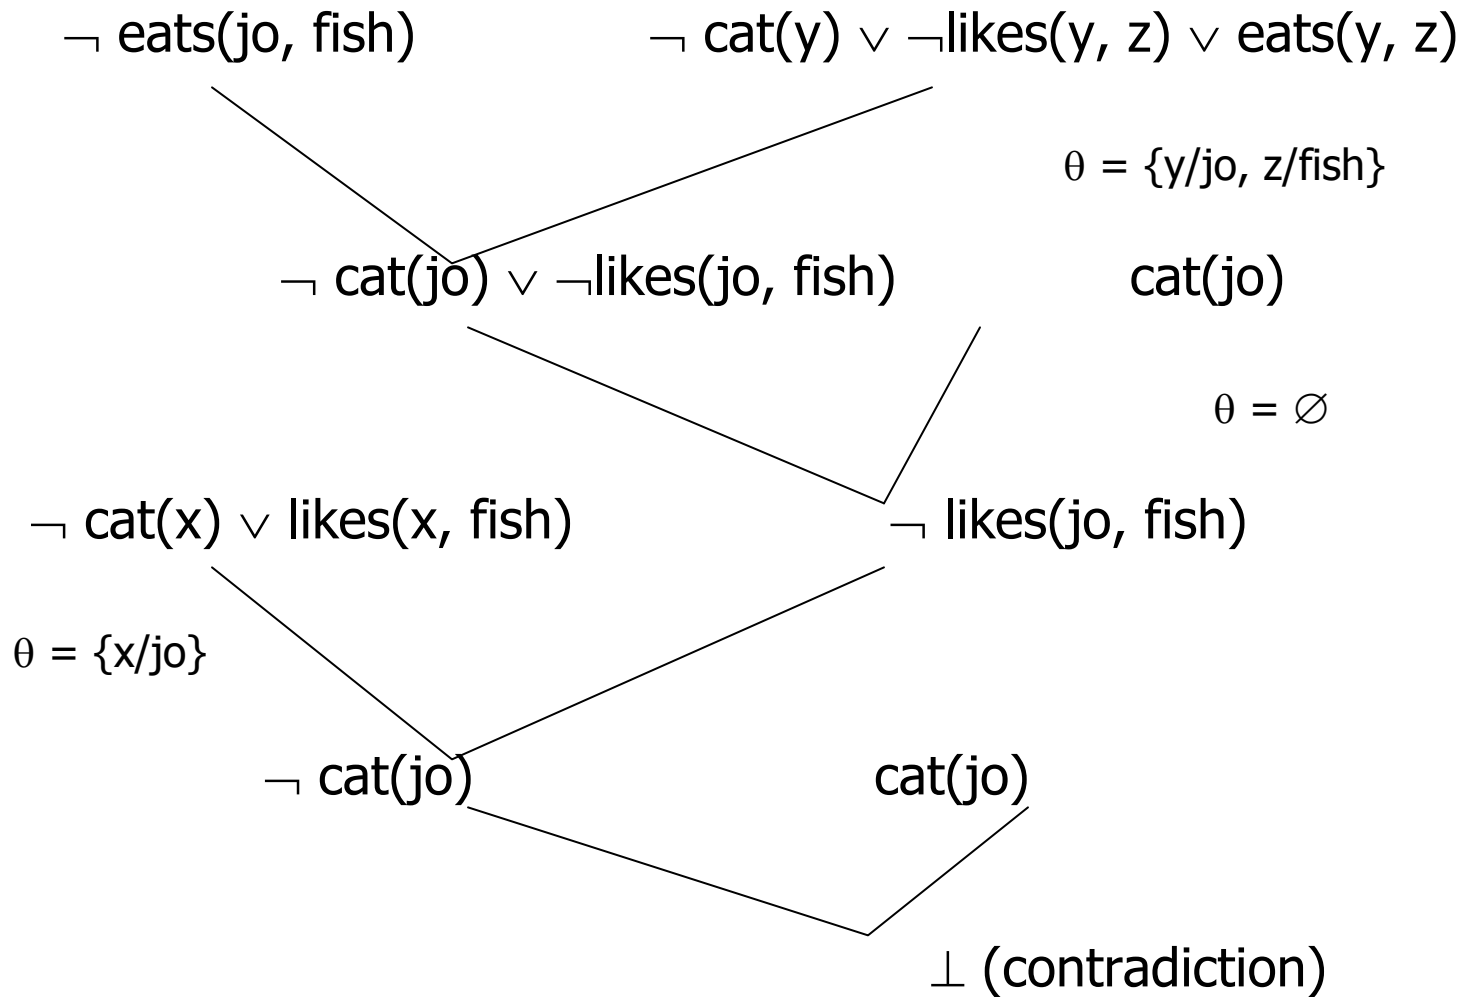 ¬ eats(jo, fish) ¬ cat(y) ∨ ¬likes(y, z) ∨ eats(y, z)
θ = {y/jo, z/fish}
¬ cat(jo) ∨ ¬likes(jo, fish) cat(jo)
θ = ∅
¬ cat(x) ∨ likes(x, fish) ¬ likes(jo, fish)
θ = {x/jo}
¬ cat(jo) cat(jo)
⊥ (contradiction)